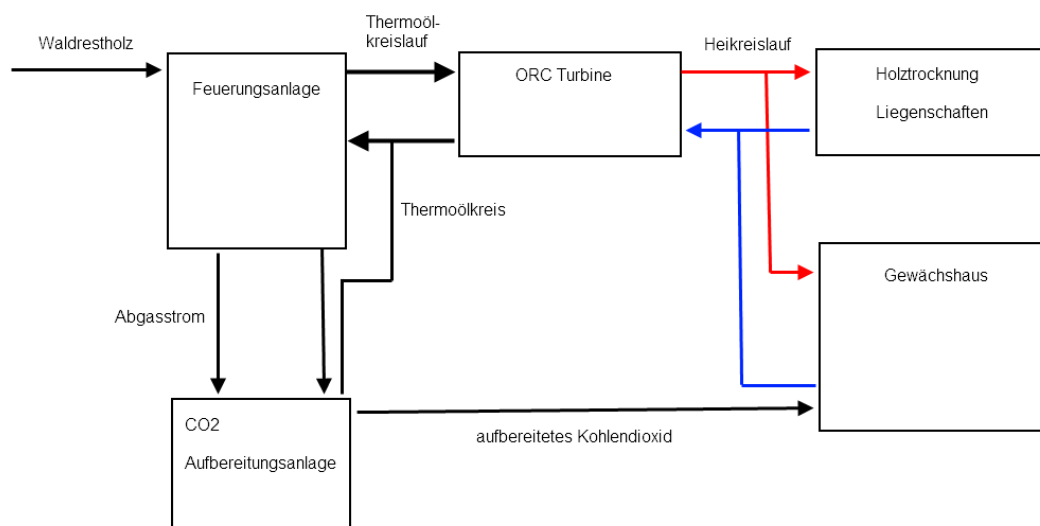 Waldrestholz
Feuerungsanlage
Thermoöl-
kreislauf
ORC Turbine
Heikreislauf
Holztrocknung
Liegenschaften
Thermoölkreis
Gewächshaus
Abgasstrom
CO2
Aufbereitungsanlage
aufbereitetes Kohlendioxid